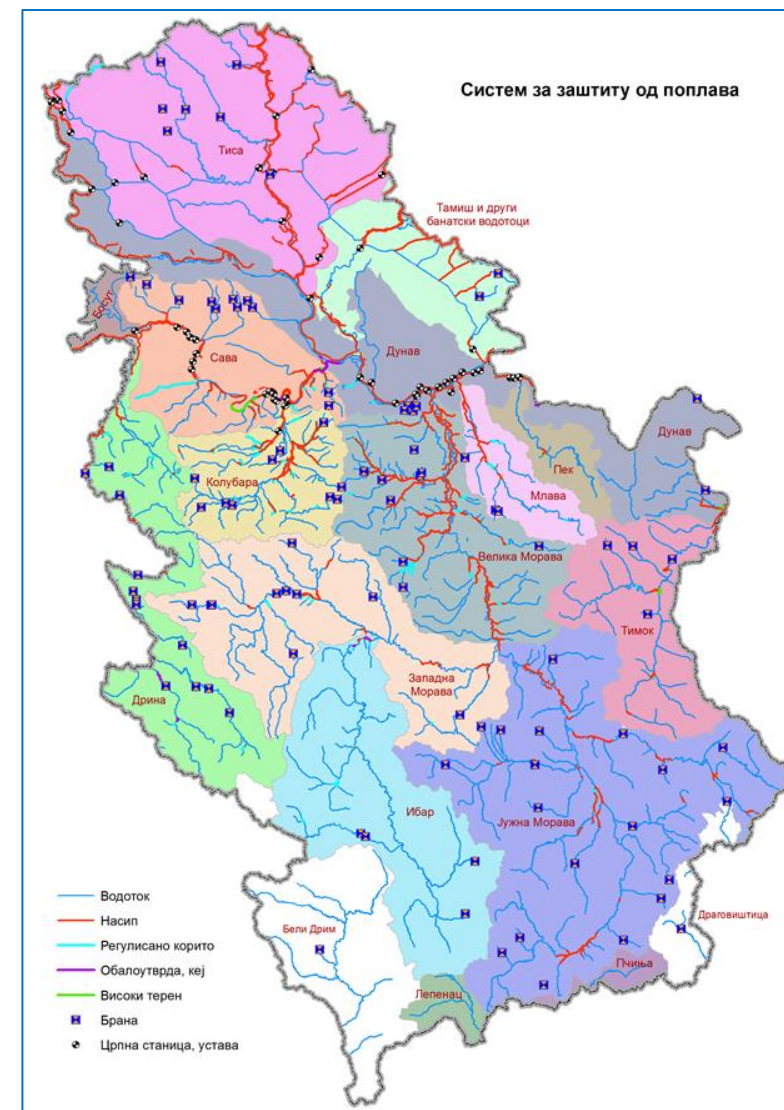 Систем за заштиту од поплава
Тиса
Тамиш и други
банатски водотоци
Босут
Дунав
Сава
Дунав
Пек
Колубара
Млава
Велика Морава
Тимок
Западна
Морава
Дрина
Ибар
Јужна Морава
Драговиштица
Бели Дрим
Пчиња
Лепенац
Водоток
Насип
Регулисано корито
Обалоутврда, кеј
Високи терен
Брана
Црпна станица, устава